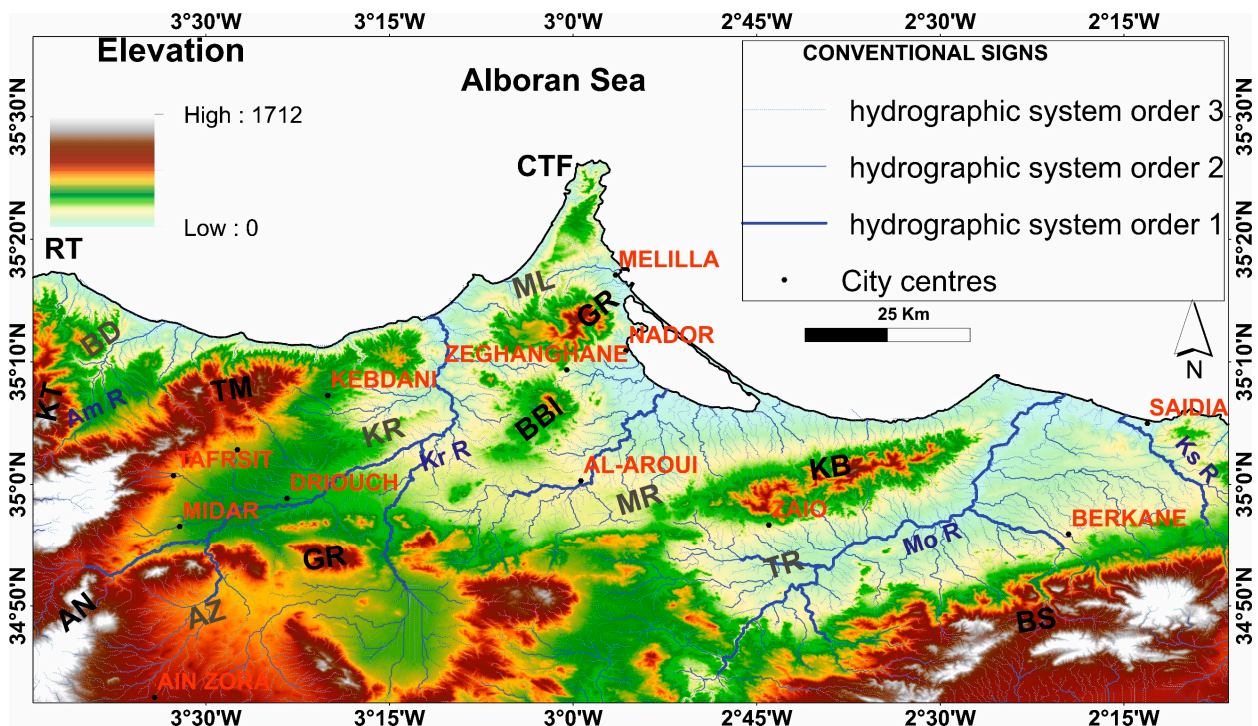 3°30'W 3°15'W 3°0'W 2°45'W 2°30'W 2°15'W
Elevation
CONVENTIONAL SIGNS
Alboran Sea
35°30'N 35°30'N
High : 1712
hydrographic system order 3
CTF
hydrographic system order 2
Low : 0
hydrographic system order 1
35°20'N 35°20'N
RT
MELILLA
City centres
ML
GR
25 Km
BD
NADOR
ZEGHANGHANE
35°10'N 35°10'N
N
KEBDANI
TM
KT
Am R
SAIDIA
BBI
KR
Kr R
Ks R
TAFRSIT
AL-AROUI
KB
35°0'N 35°0'N
DRIOUCH
MR
MIDAR
ZAIO
BERKANE
Mo R
GR
TR
34°50'N 34°50'N
AN
AZ
BS
AIN ZORA
3°30'W 3°15'W 3°0'W 2°45'W 2°30'W 2°15'W